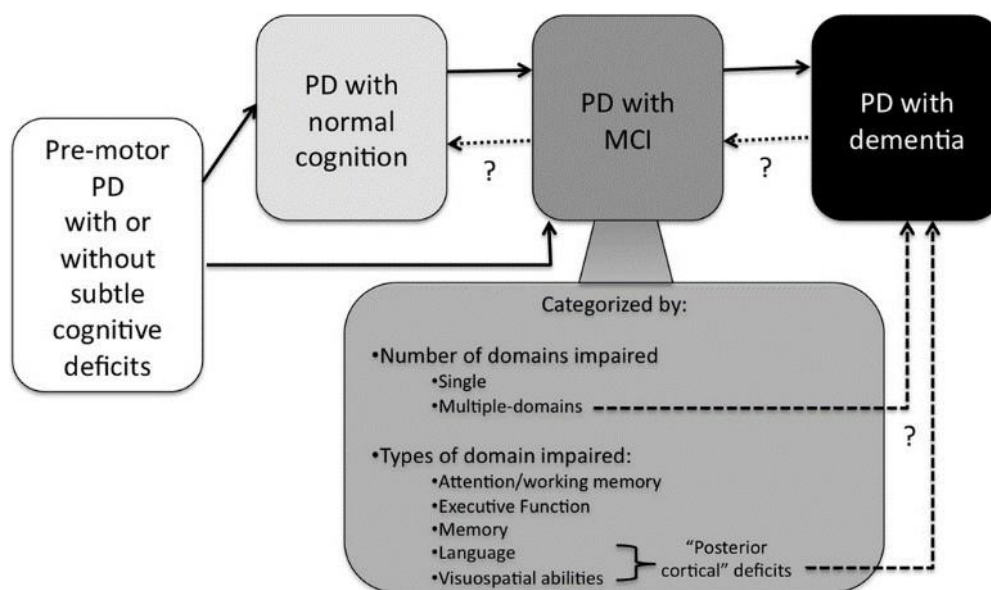 Pre-motor
PD
with or
without
subtle
cognitive
deficits
PD with
normal
cognition
?
PD with
MCI
?
PD with
dementia
Categorized by:
•Number of domains impaired
•Single
•Multiple-domains
?
•Types of domain impaired:
•Attention/working memory
•Executive Function
•Memory
•Language
•Visuospatial abilities
“Posterior
cortical” deficits